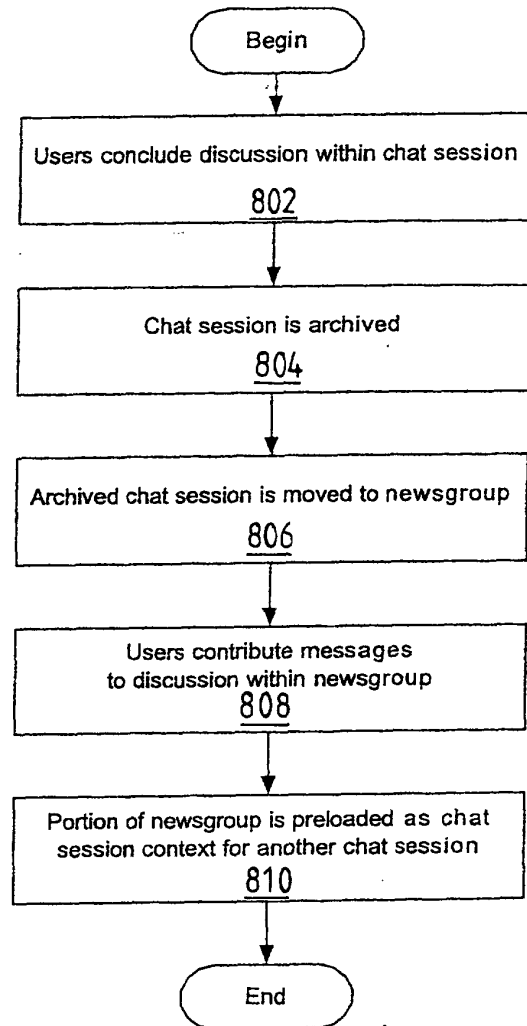 Begin
Users conclude discussion within chat session
802
Chat session is archived
804
Archived chat session is moved to newsgroup
806
Users contribute messages
to discussion within newsgroup
808
Portion of newsgroup is preloaded as chat
session context for another chat session
810
End